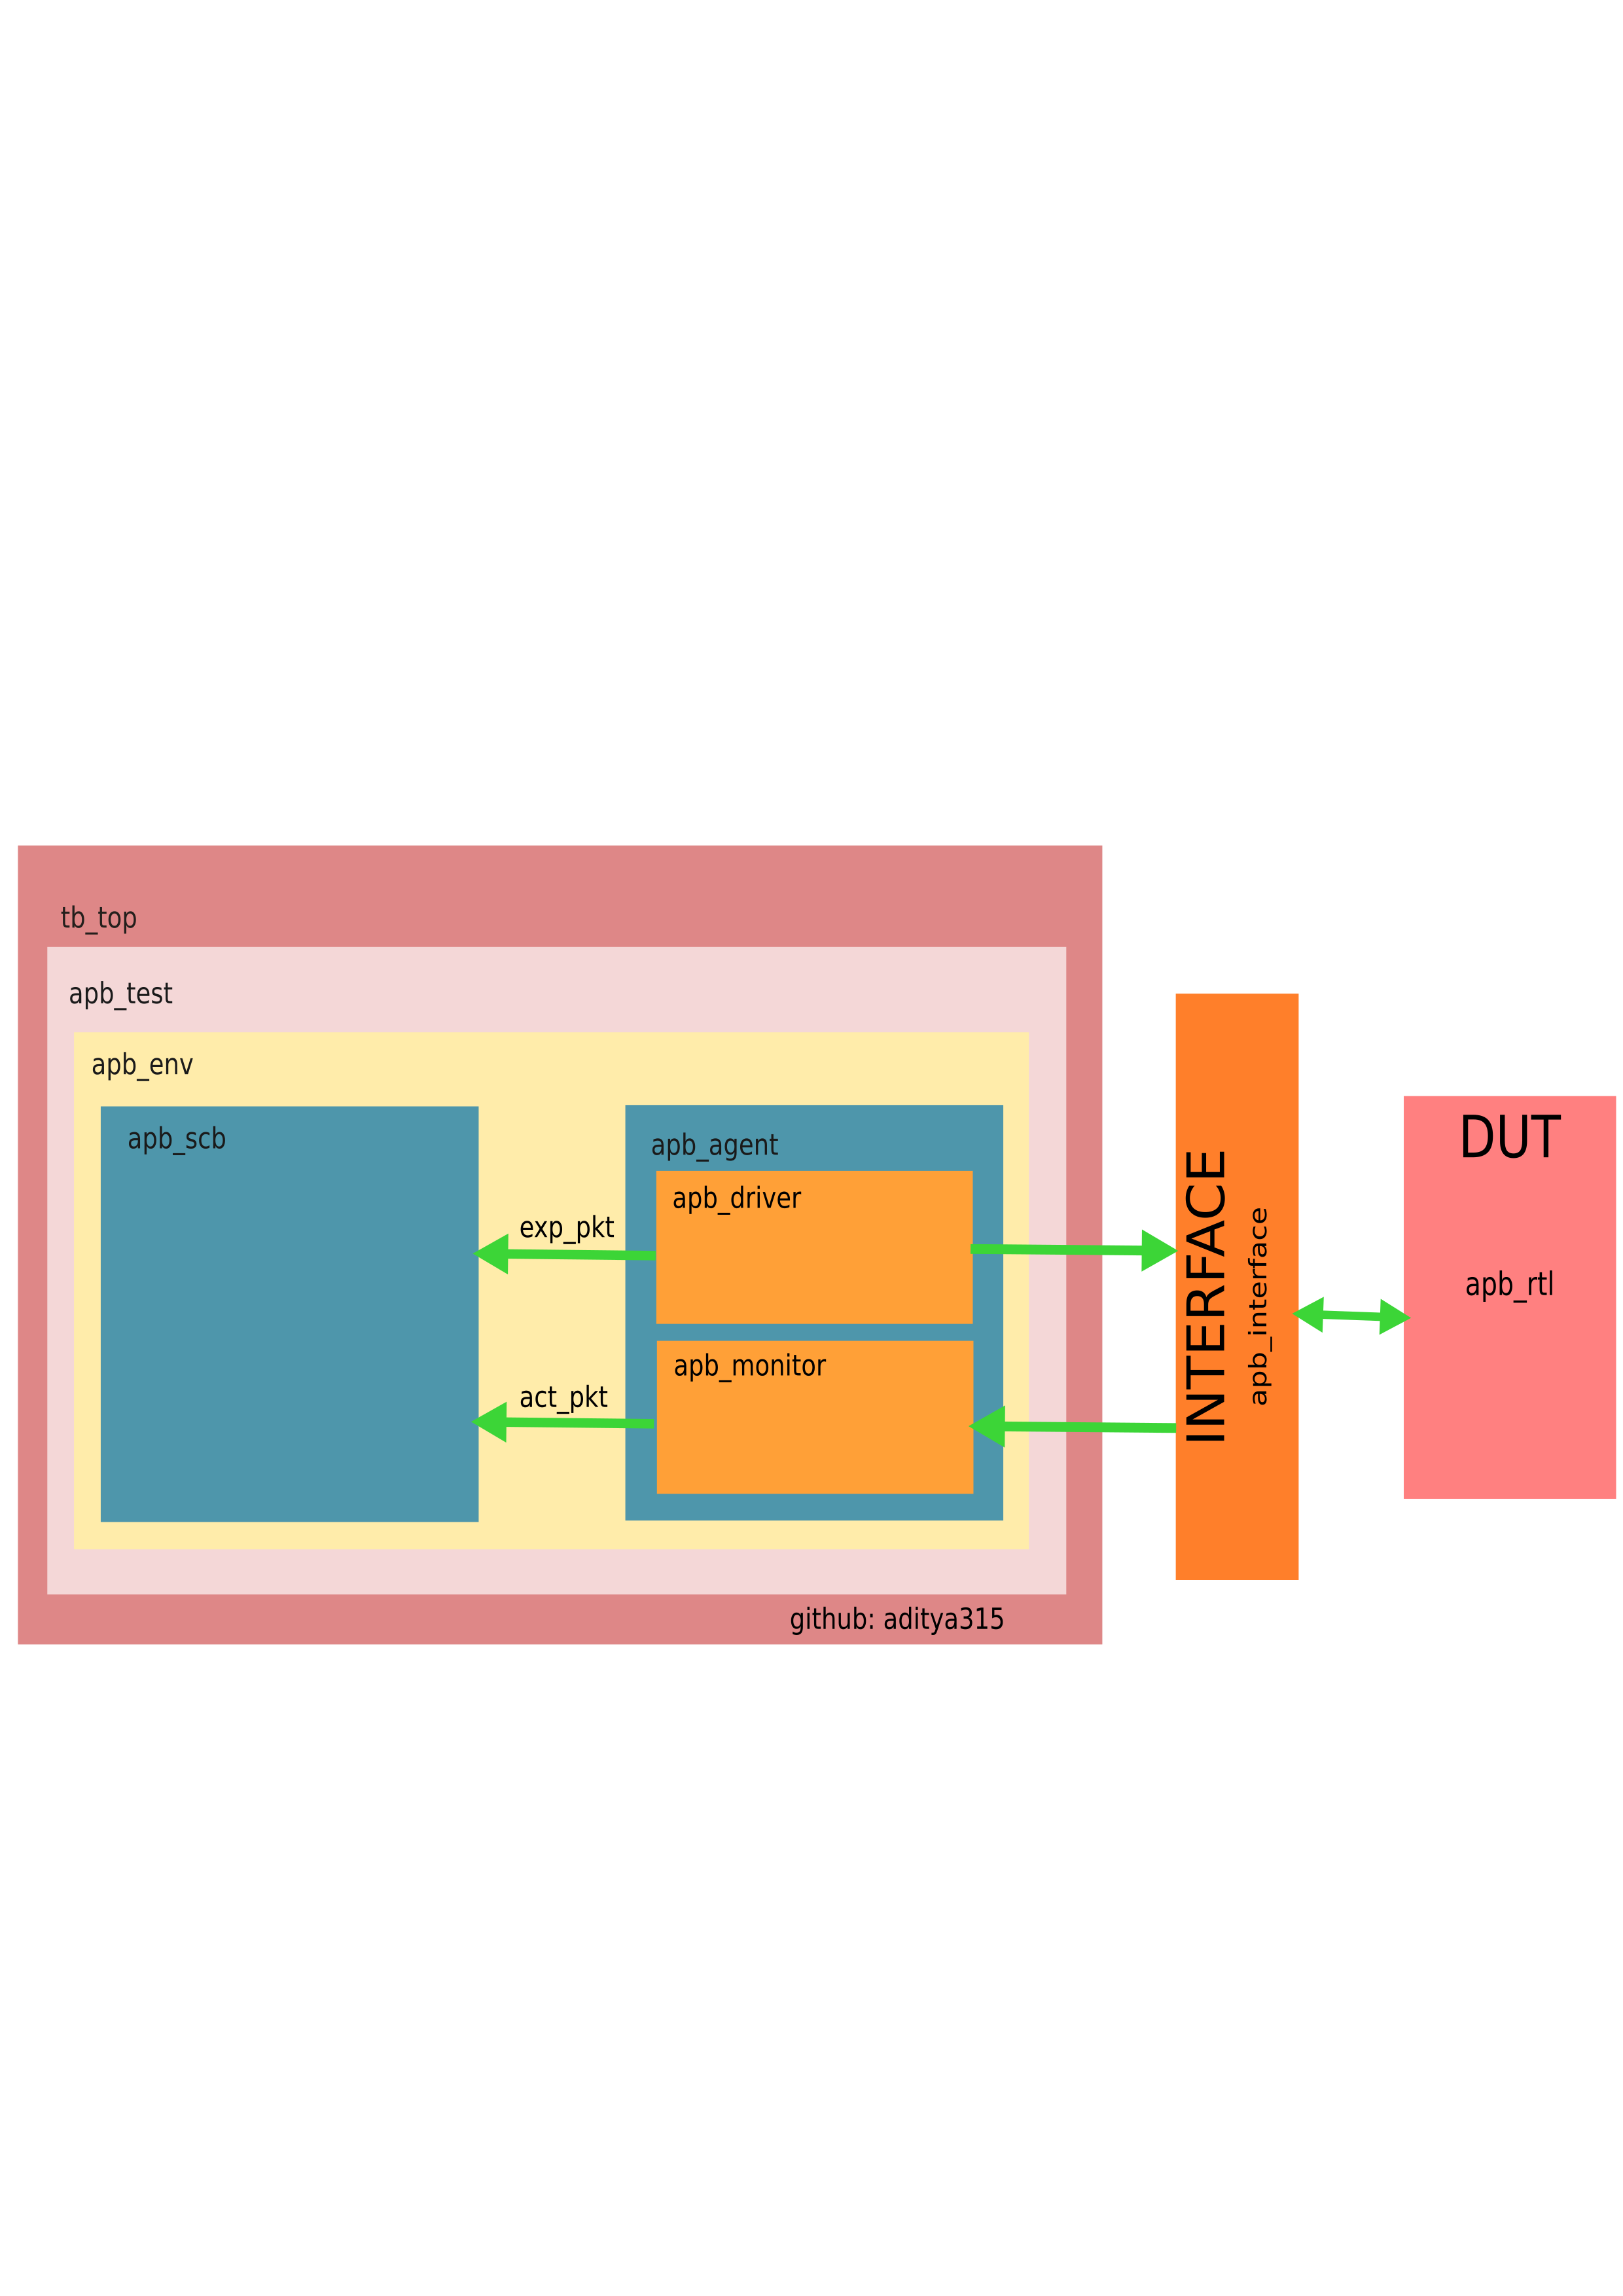 tb_top
apb_test
apb_env
apb_scb
apb_agent
apb_driver
exp_pkt
apb_monitor
act_pkt
INTERFACE
apb_interface
DUT
apb_rtl
github: aditya315